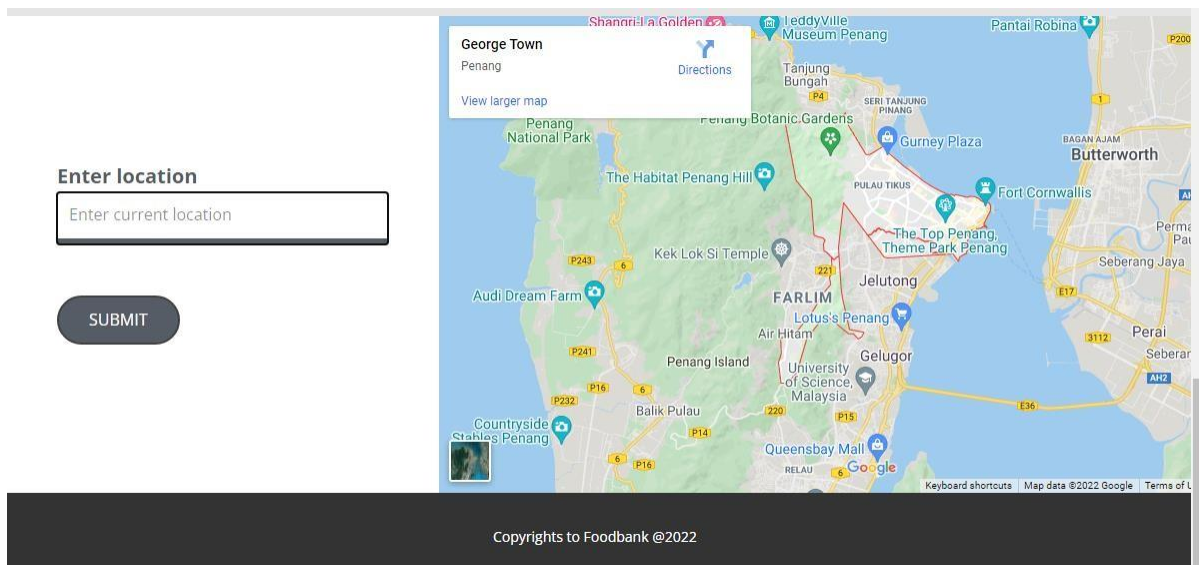 Enter location
Enter current location
SUBMIT
George Town
Penang
Directions
View larger map
Shangri-La Golden
TeddyVille
Museum Penang
Pantai Robina
P200
Tanjung
Bungah
P4
SERI TANJUNG
PINANG
1
Penang
National Park
Penang Botanic Gardens
Gurney Plaza
BAGAN AJAM
Butterworth
The Habitat Penang Hill
PULAU TIKUS
Fort Cornwallis
The Top Penang,
Theme Park Penang
Kek Lok Si Temple
P243
6
221
Jelutong
Seberang Jaya
E17
Audi Dream Farm
FARLIM
Lotus's Penang
Air Hitam
3112
Perai
P241
Penang Island
Gelugor
University
of Science,
Malaysia
AH2
P16
6
P232
Balik Pulau
220
P15
E36
Countryside
Stables Penang
P14
Queensbay Mall
6
P16
RELAU
6
Google
Keyboard shortcuts
Map data ©2022 Google
Terms of
Copyrights to Foodbank @2022